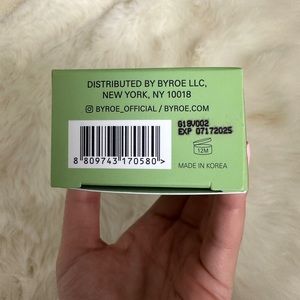 DISTRIBUTED BY BYROE LLC,
NEW YORK, NY 10018
BYROE_OFFICIAL / BYROE.COM
G18V002
EXP 07172025
12M
8 809743 170580 >
MADE IN KOREA